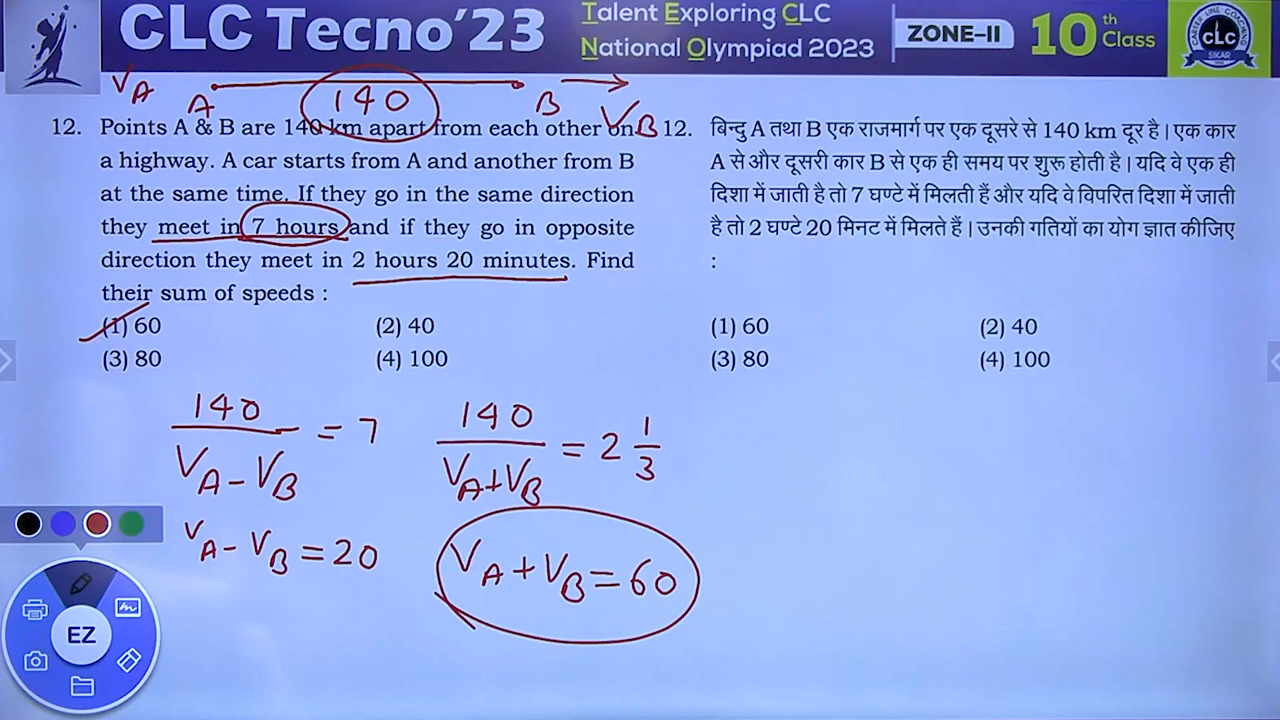 CLC Tecno'23
Talent Exploring CLC
National Olympiad 2023
ZONE–II
10th Class
CAREER LINE COACHING
CLC
SIKAR
VA A 140 B VB
12. Points A & B are 140 km apart from each other on
a highway. A car starts from A and another from B
at the same time. If they go in the same direction
they meet in 7 hours and if they go in opposite
direction they meet in 2 hours 20 minutes. Find
their sum of speeds :
(1) 60 (2) 40
(3) 80 (4) 100
12. बिन्दु A तथा B एक राजमार्ग पर एक दूसरे से 140 km दूर है। एक कार
A से और दूसरी कार B से एक ही समय पर शुरू होती है। यदि वे एक ही
दिशा में जाती है तो 7 घण्टे में मिलती हैं और यदि वे विपरित दिशा में जाती
है तो 2 घण्टे 20 मिनट में मिलते हैं। उनकी गतियों का योग ज्ञात कीजिए
:
(1) 60 (2) 40
(3) 80 (4) 100
140
VA – VB = 7
VA – VB = 20
140
VA+VB = 2 1/3
VA + VB = 60
EZ